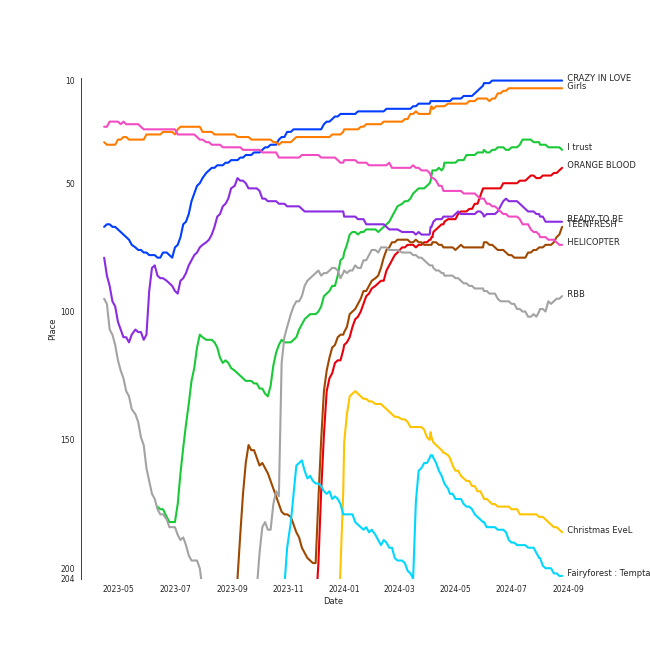 10
50
100
150
200
204
Place
2023-05
2023-07
2023-09
2023-11
2024-01
2024-03
2024-05
2024-07
2024-09
Date
CRAZY IN LOVE
Girls
I trust
ORANGE BLOOD
READY TO BE
TEENFRESH
HELICOPTER
RBB
Christmas EveL
Fairyforest : Tempta